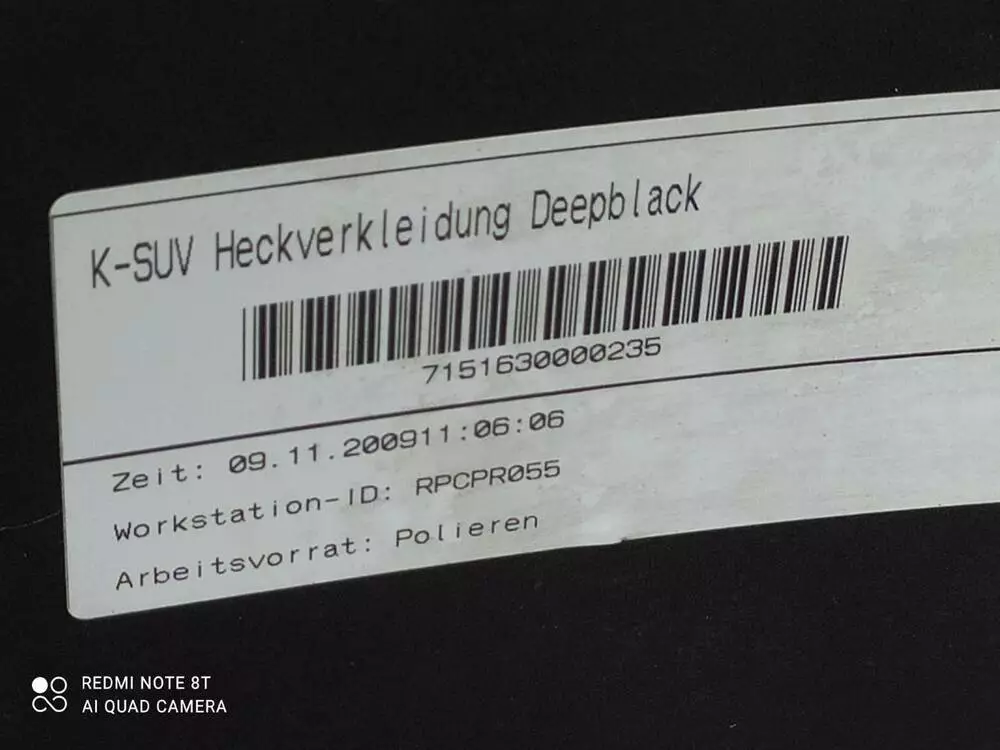 K-SUV Heckverkleidung Deepblack
7151630000235
Zeit: 09.11.200911:06:06
Workstation-ID: RPCPR055
Arbeitsvorrat: Polieren
REDMI NOTE 8T
AI QUAD CAMERA